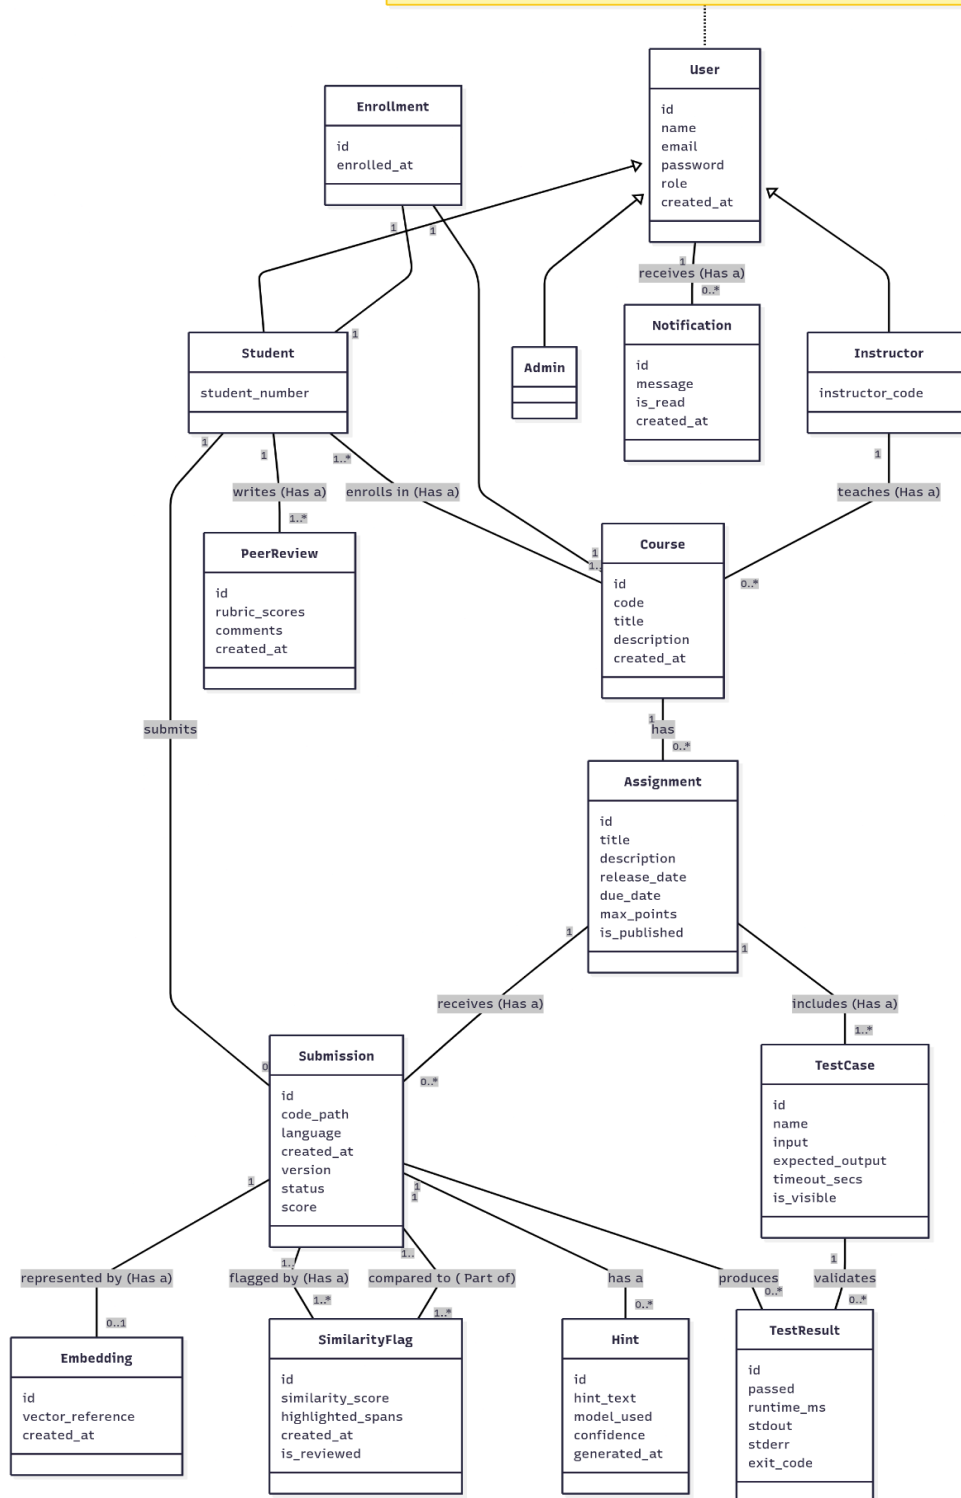 User
id
name
email
password
role
created_at
Enrollment
id
enrolled_at
1
1
1
receives (Has a)
0..*
1
Student
student_number
Admin
Notification
id
message
is_read
created_at
Instructor
instructor_code
1
1
1..*
1
writes (Has a)
enrolls in (Has a)
teaches (Has a)
1..*
PeerReview
id
rubric_scores
comments
created_at
1
1..
0..*
Course
id
code
title
description
created_at
submits
1
has
0..*
Assignment
id
title
description
release_date
due_date
max_points
is_published
1
1
receives (Has a)
includes (Has a)
0..*
1..*
0
Submission
id
code_path
language
created_at
version
status
score
TestCase
id
name
input
expected_output
timeout_secs
is_visible
1
1
1
1..
1..
1
represented by (Has a)
flagged by (Has a)
compared to ( Part of)
has a
produces
validates
0..1
1..*
1..*
0..*
0..*
0..*
Embedding
id
vector_reference
created_at
SimilarityFlag
id
similarity_score
highlighted_spans
created_at
is_reviewed
Hint
id
hint_text
model_used
confidence
generated_at
TestResult
id
passed
runtime_ms
stdout
stderr
exit_code